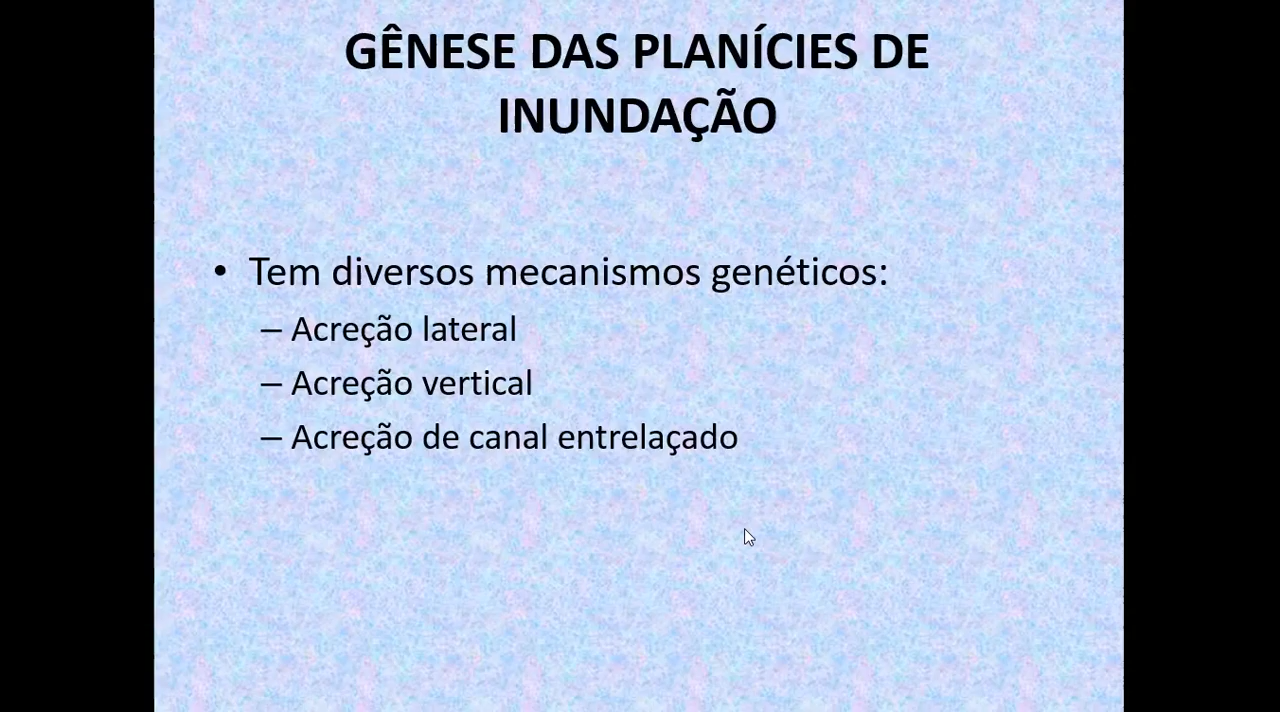 GÊNESE DAS PLANÍCIES DE
INUNDAÇÃO
• Tem diversos mecanismos genéticos:
– Acreção lateral
– Acreção vertical
– Acreção de canal entrelaçado